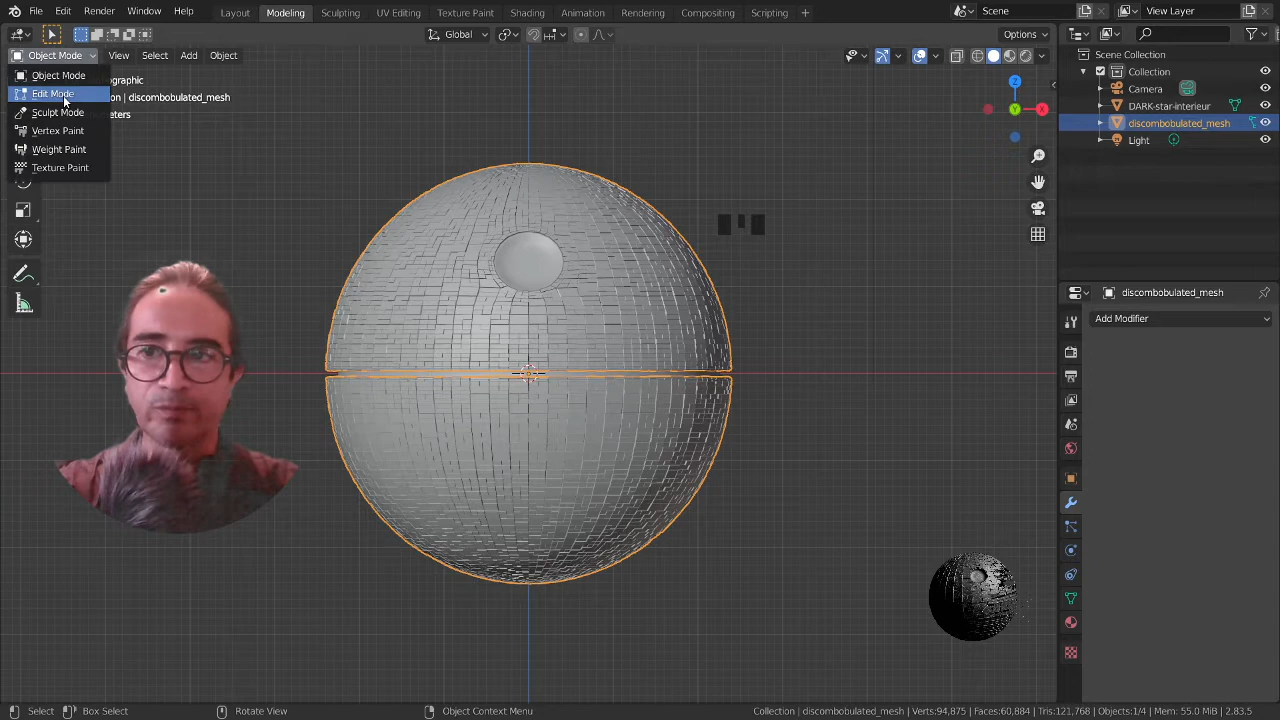 File Edit Render Window Help Layout Modeling Sculpting UV Editing Texture Paint Shading Animation Rendering Compositing Scripting + Scene View Layer
Global Options
Object Mode View Select Add Object
Object Mode
Edit Mode
Sculpt Mode
Vertex Paint
Weight Paint
Texture Paint
ographic
on | discombobulated_mesh
meters
Z
Y
X
Scene Collection
Collection
Camera
DARK-star-interieur
discombobulated_mesh
Light
discombobulated_mesh
Add Modifier
Select Box Select Rotate View Object Context Menu Collection | discombobulated_mesh | Verts:94,875 | Faces:60,884 | Tris:121,768 | Objects:1/4 | Mem: 55.0 MiB | 2.83.5